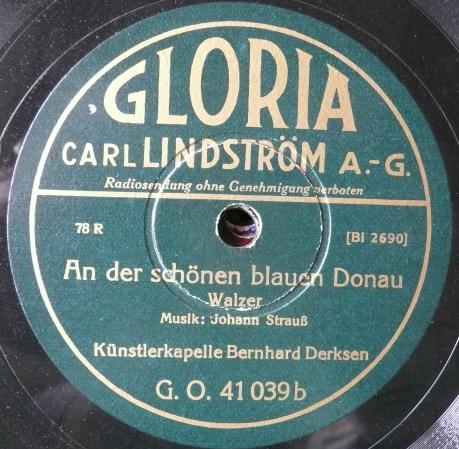 GLORIA
CARL LINDSTRÖM A.-G.
Radiosendung ohne Genehmigung verboten
78 R
[Bi 2690]
An der schönen blauen Donau
Walzer
Musik: Johann Strauß
Künstlerkapelle Bernhard Derksen
G. O. 41 039 b